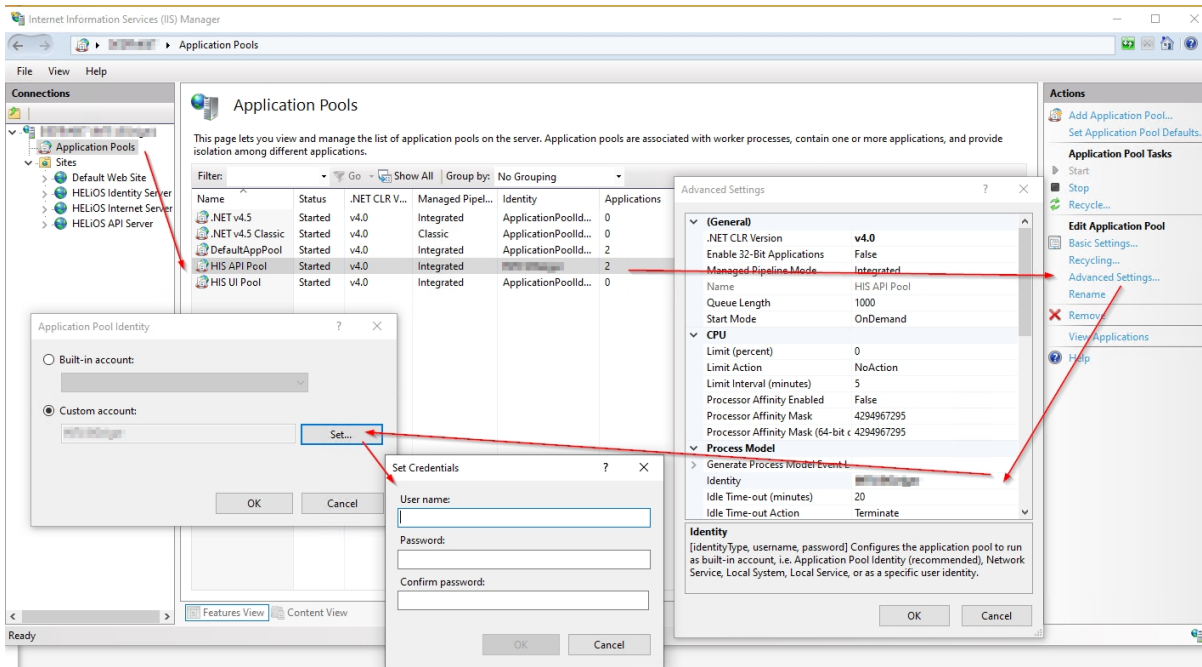 Internet Information Services (IIS) Manager
Application Pools
File View Help
Connections
Application Pools
Sites
Default Web Site
HELiOS Identity Server
HELiOS Internet Server
HELiOS API Server
Application Pools
This page lets you view and manage the list of application pools on the server. Application pools are associated with worker processes, contain one or more applications, and provide
isolation among different applications.
Filter: Go Show All Group by: No Grouping
Name Status .NET CLR V... Managed Pipel... Identity Applications
.NET v4.5 Started v4.0 Integrated ApplicationPoolId... 0
.NET v4.5 Classic Started v4.0 Classic ApplicationPoolId... 0
DefaultAppPool Started v4.0 Integrated ApplicationPoolId... 2
HIS API Pool Started v4.0 Integrated 2
HIS UI Pool Started v4.0 Integrated ApplicationPoolId... 0
Application Pool Identity ? ×
Built-in account:
Custom account:
Set...
OK Cancel
Set Credentials ? ×
User name:
Password:
Confirm password:
OK Cancel
Features View Content View
Ready
Advanced Settings ? ×
(General)
.NET CLR Version v4.0
Enable 32-Bit Applications False
Managed Pipeline Mode Integrated
Name HIS API Pool
Queue Length 1000
Start Mode OnDemand
CPU
Limit (percent) 0
Limit Action NoAction
Limit Interval (minutes) 5
Processor Affinity Enabled False
Processor Affinity Mask 4294967295
Processor Affinity Mask (64-bit c 4294967295
Process Model
Generate Process Model Event L
Identity
Idle Time-out (minutes) 20
Idle Time-out Action Terminate
Identity
[identityType, username, password] Configures the application pool to run
as built-in account, i.e. Application Pool Identity (recommended), Network
Service, Local System, Local Service, or as a specific user identity.
OK Cancel
Actions
Add Application Pool...
Set Application Pool Defaults.
Application Pool Tasks
Start
Stop
Recycle...
Edit Application Pool
Basic Settings...
Recycling...
Advanced Settings...
Rename
Remove
View Applications
Help